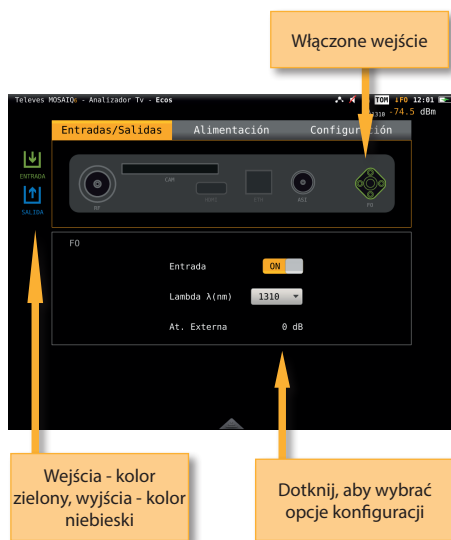 Włączone wejście
Televes MOSAIQ6 - Analizador Tv - Ecos
TOM ↓FO 12:01
1310 -74.5 dBm
Entradas/Salidas Alimentación Configuración
ENTRADA
SALIDA
RF
CAM
HDMI
ETH
ASI
FO
FO
Entrada ON
Lambda λ(nm) 1310
At. Externa 0 dB
Wejścia - kolor
zielony, wyjścia - kolor
niebieski
Dotknij, aby wybrać
opcje konfiguracji